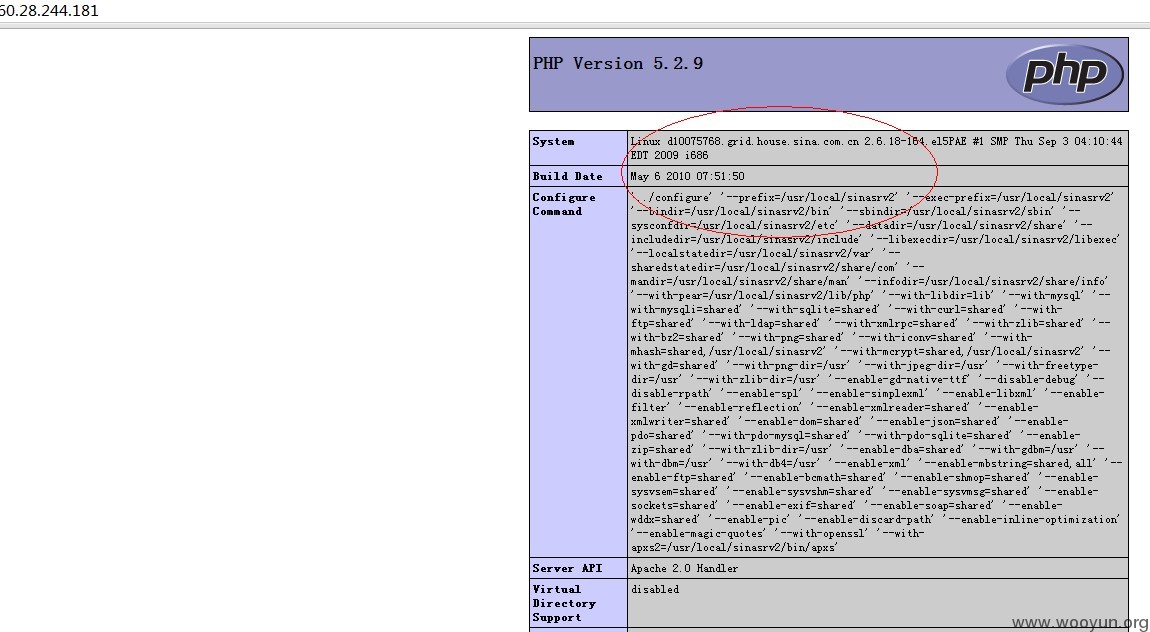 60.28.244.181
PHP Version 5.2.9
php
System
Linux d10075768.grid.house.sina.com.cn 2.6.18-164.el5PAE #1 SMP Thu Sep 3 04:10:44
EDT 2009 i686
Build Date
May 6 2010 07:51:50
Configure
Command
'./configure' '--prefix=/usr/local/sinasrv2' '--exec-prefix=/usr/local/sinasrv2'
'--bindir=/usr/local/sinasrv2/bin' '--sbindir=/usr/local/sinasrv2/sbin' '--
sysconfdir=/usr/local/sinasrv2/etc' '--datadir=/usr/local/sinasrv2/share' '--
includedir=/usr/local/sinasrv2/include' '--libexecdir=/usr/local/sinasrv2/libexec'
'--localstatedir=/usr/local/sinasrv2/var' '--
sharedstatedir=/usr/local/sinasrv2/share/com' '--
mandir=/usr/local/sinasrv2/share/man' '--infodir=/usr/local/sinasrv2/share/info'
'--with-pear=/usr/local/sinasrv2/lib/php' '--with-libdir=lib' '--with-mysql' '--
with-mysqli=shared' '--with-sqlite=shared' '--with-curl=shared' '--with-
ftp=shared' '--with-ldap=shared' '--with-xmlrpc=shared' '--with-zlib=shared' '--
with-bz2=shared' '--with-png=shared' '--with-iconv=shared' '--with-
mhash=shared,/usr/local/sinasrv2' '--with-mcrypt=shared,/usr/local/sinasrv2' '--
with-gd=shared' '--with-png-dir=/usr' '--with-jpeg-dir=/usr' '--with-freetype-
dir=/usr' '--with-zlib-dir=/usr' '--enable-gd-native-ttf' '--disable-debug' '--
disable-rpath' '--enable-spl' '--enable-simplexml' '--enable-libxml' '--enable-
filter' '--enable-reflection' '--enable-xmlreader=shared' '--enable-
xmlwriter=shared' '--enable-dom=shared' '--enable-json=shared' '--enable-
pdo=shared' '--with-pdo-mysql=shared' '--with-pdo-sqlite=shared' '--enable-
zip=shared' '--with-zlib-dir=/usr' '--enable-dba=shared' '--with-gdbm=/usr' '--
with-dbm=/usr' '--with-db4=/usr' '--enable-xml' '--enable-mbstring=shared,all' '--
enable-ftp=shared' '--enable-bcmath=shared' '--enable-shmop=shared' '--enable-
sysvsem=shared' '--enable-sysvshm=shared' '--enable-sysvmsg=shared' '--enable-
sockets=shared' '--enable-exif=shared' '--enable-soap=shared' '--enable-
wddx=shared' '--enable-pic' '--enable-discard-path' '--enable-inline-optimization'
'--enable-magic-quotes' '--with-openssl' '--with-
apxs2=/usr/local/sinasrv2/bin/apxs'
Server API
Apache 2.0 Handler
Virtual
Directory
Support
disabled
www.wooyun.org